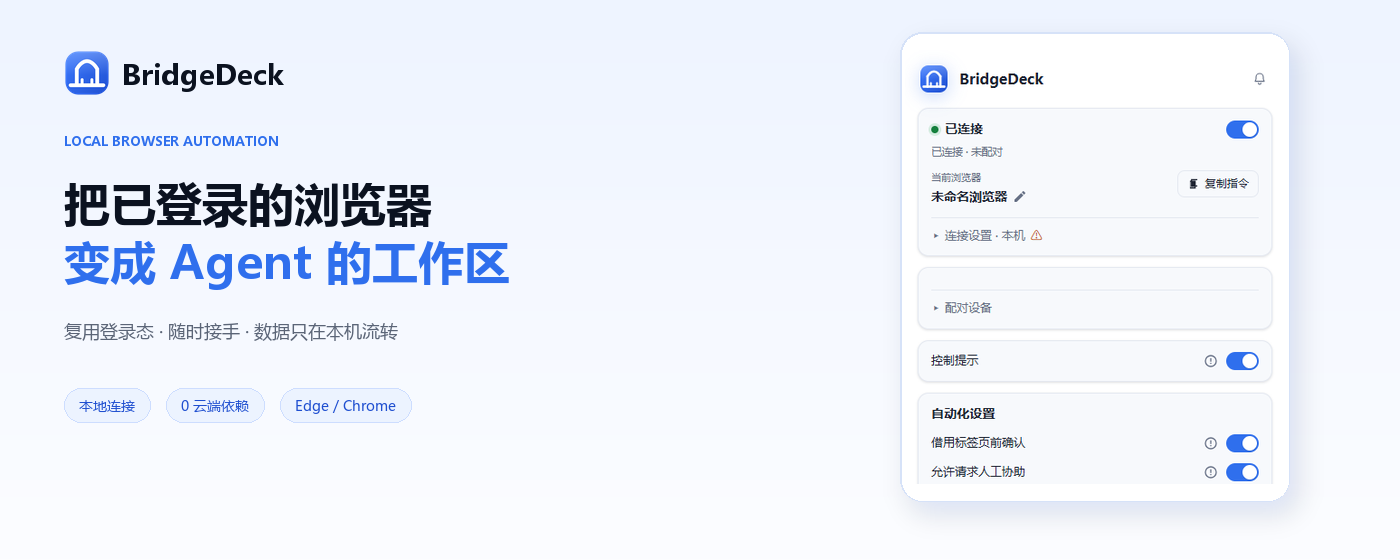 BridgeDeck
LOCAL BROWSER AUTOMATION
把已登录的浏览器
变成 Agent 的工作区
复用登录态 · 随时接手 · 数据只在本机流转
本地连接
0 云端依赖
Edge / Chrome
BridgeDeck
已连接
已连接 · 未配对
当前浏览器
未命名浏览器
复制指令
连接设置 · 本机
配对设备
控制提示
自动化设置
借用标签页前确认
允许请求人工协助